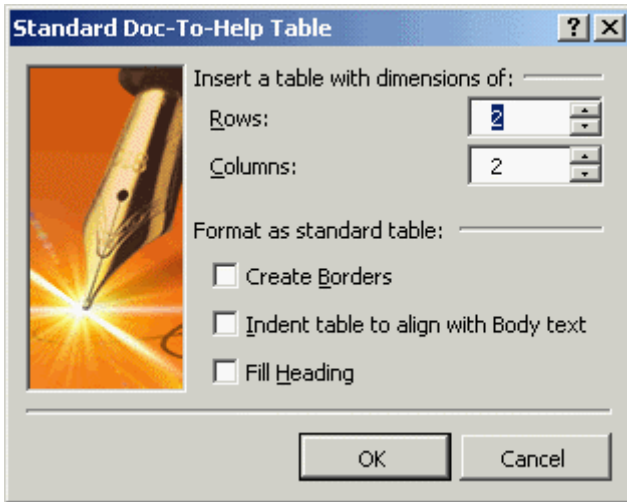 Standard Doc-To-Help Table
Insert a table with dimensions of:
Rows: 2
Columns: 2
Format as standard table:
Create Borders
Indent table to align with Body text
Fill Heading
OK Cancel